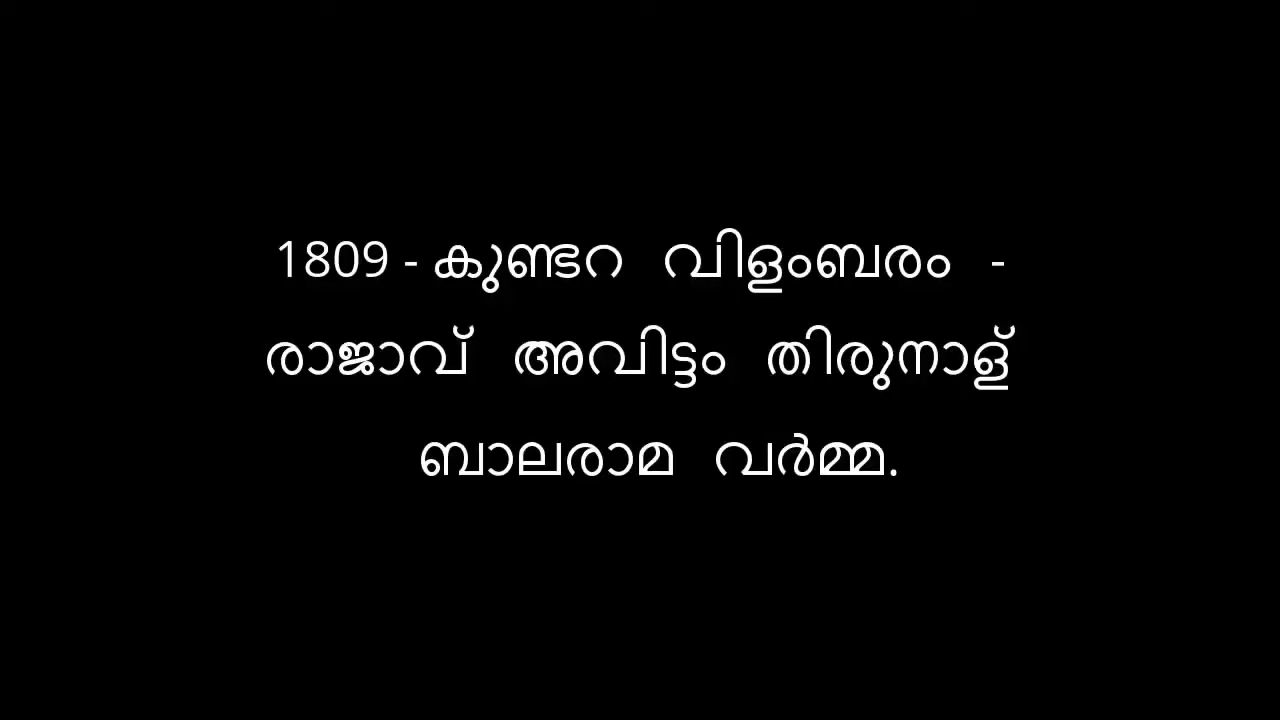 1809 - കുണ്ടറ വിളംബരം -
രാജാവ് അവിട്ടം തിരുനാള്
ബാലരാമ വർമ്മ.